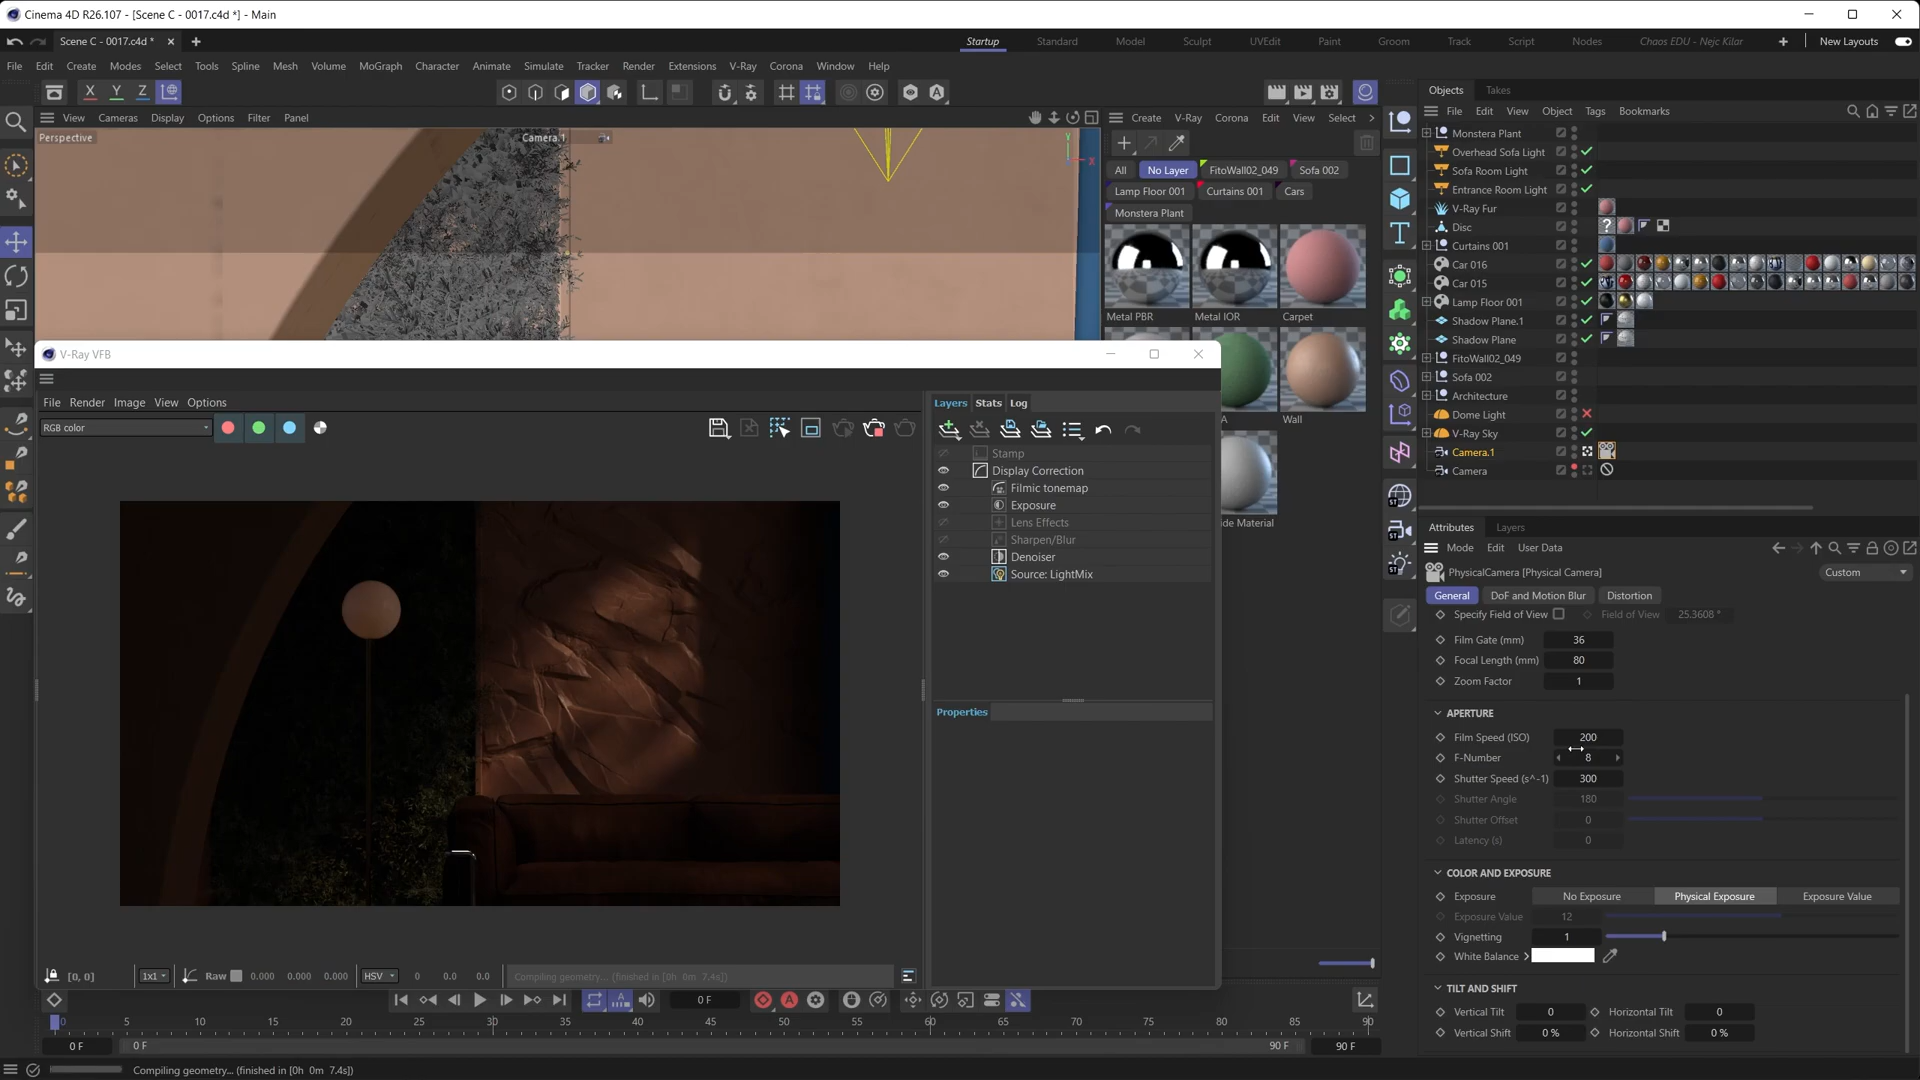 Cinema 4D R26.107 - [Scene C - 0017.c4d *] - Main
Scene C - 0017.c4d *
Startup Standard Model Sculpt UVEdit Paint Groom Track Script Nodes Chaos EDU - Nejc Kilar New Layouts
File Edit Create Modes Select Tools Spline Mesh Volume MoGraph Character Animate Simulate Tracker Render Extensions V-Ray Corona Window Help
X Y Z
View Cameras Display Options Filter Panel
Perspective
Camera.1
Y
X
Create V-Ray Corona Edit View Select
All No Layer FitoWall02_049 Sofa 002
Lamp Floor 001 Curtains 001 Cars
Monstera Plant
Metal PBR Metal IOR Carpet
A Wall
ide Material
V-Ray VFB
File Render Image View Options
RGB color
Layers Stats Log
Stamp
Display Correction
Filmic tonemap
Exposure
Lens Effects
Sharpen/Blur
Denoiser
Source: LightMix
Properties
[0, 0] 1x1 Raw 0.000 0.000 0.000 HSV 0 0.0 0.0 Compiling geometry... (finished in [0h 0m 7.4s])
0 F
0 5 10 15 20 25 30 35 40 45 50 55 60 65 70 75 80 85 90
0 F 0 F 90 F 90 F
Compiling geometry... (finished in [0h 0m 7.4s])
Objects Takes
File Edit View Object Tags Bookmarks
Monstera Plant
Overhead Sofa Light
Sofa Room Light
Entrance Room Light
V-Ray Fur
Disc
Curtains 001
Car 016
Car 015
Lamp Floor 001
Shadow Plane.1
Shadow Plane
FitoWall02_049
Sofa 002
Architecture
Dome Light
V-Ray Sky
Camera.1
Camera
Attributes Layers
Mode Edit User Data
PhysicalCamera [Physical Camera] Custom
General DoF and Motion Blur Distortion
Specify Field of View Field of View 25.3608 °
Film Gate (mm) 36
Focal Length (mm) 80
Zoom Factor 1
APERTURE
Film Speed (ISO) 200
F-Number 8
Shutter Speed (s^-1) 300
Shutter Angle 180
Shutter Offset 0
Latency (s) 0
COLOR AND EXPOSURE
Exposure No Exposure Physical Exposure Exposure Value
Exposure Value 12
Vignetting 1
White Balance
TILT AND SHIFT
Vertical Tilt 0 Horizontal Tilt 0
Vertical Shift 0 % Horizontal Shift 0 %